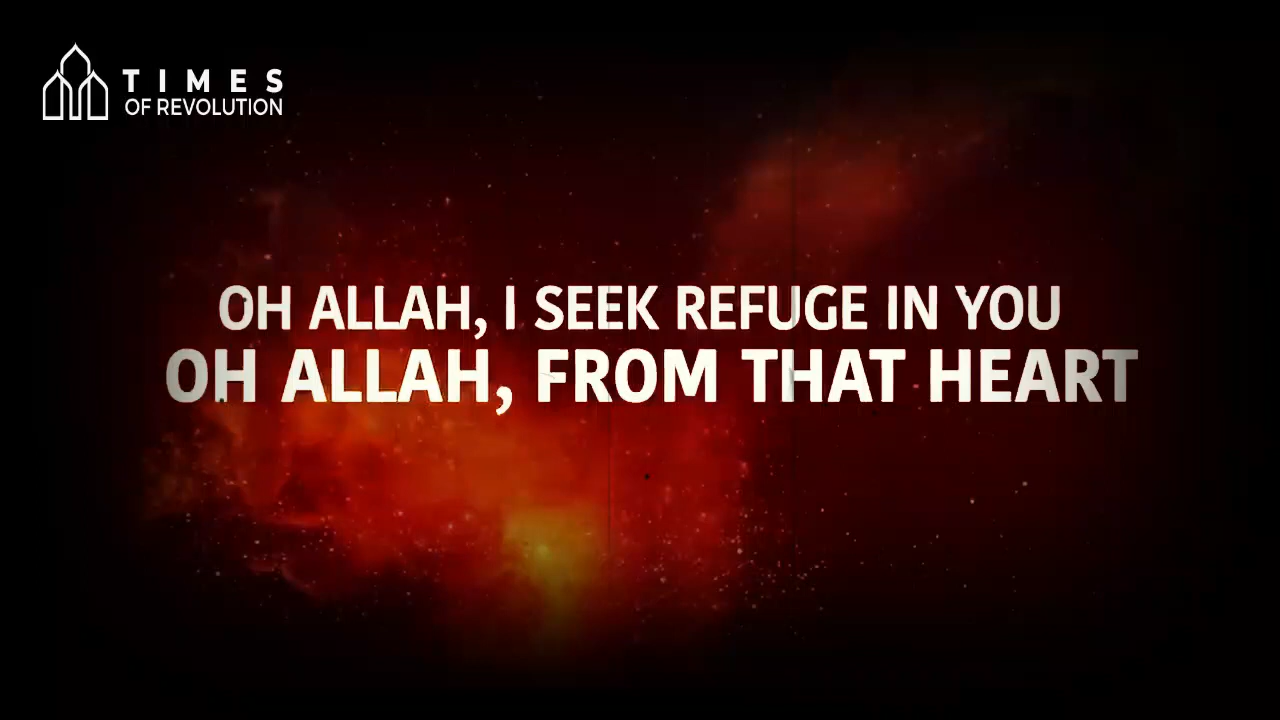 TIMES
OF REVOLUTION
OH ALLAH, I SEEK REFUGE IN YOU
OH ALLAH, FROM THAT HEART